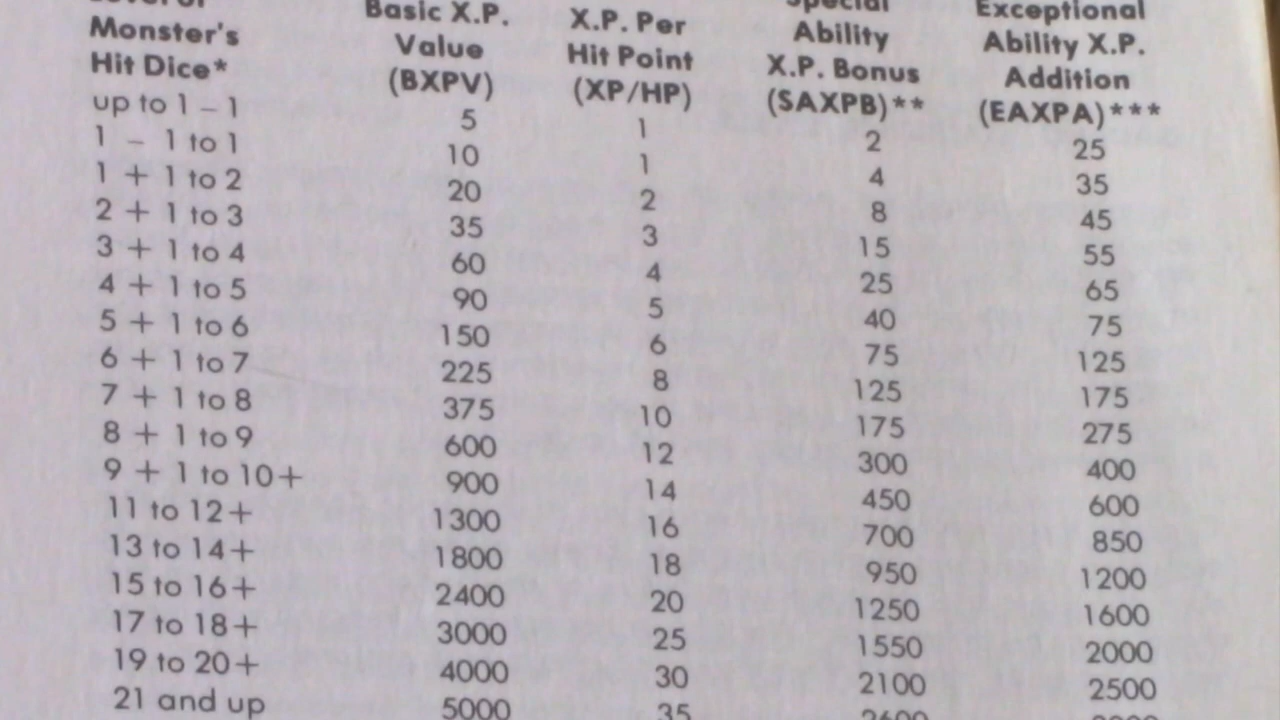 Level of Basic X.P. X.P. Per Special Exceptional
Monster's Value Hit Point Ability Ability X.P.
Hit Dice* (BXPV) (XP/HP) X.P. Bonus Addition
(SAXPB)** (EAXPA)***
up to 1 – 1 5 1 2 25
1 – 1 to 1 10 1 4 35
1 + 1 to 2 20 2 8 45
2 + 1 to 3 35 3 15 55
3 + 1 to 4 60 4 25 65
4 + 1 to 5 90 5 40 75
5 + 1 to 6 150 6 75 125
6 + 1 to 7 225 8 125 175
7 + 1 to 8 375 10 175 275
8 + 1 to 9 600 12 300 400
9 + 1 to 10+ 900 14 450 600
11 to 12+ 1300 16 700 850
13 to 14+ 1800 18 950 1200
15 to 16+ 2400 20 1250 1600
17 to 18+ 3000 25 1550 2000
19 to 20+ 4000 30 2100 2500
21 and up 5000 35 2600